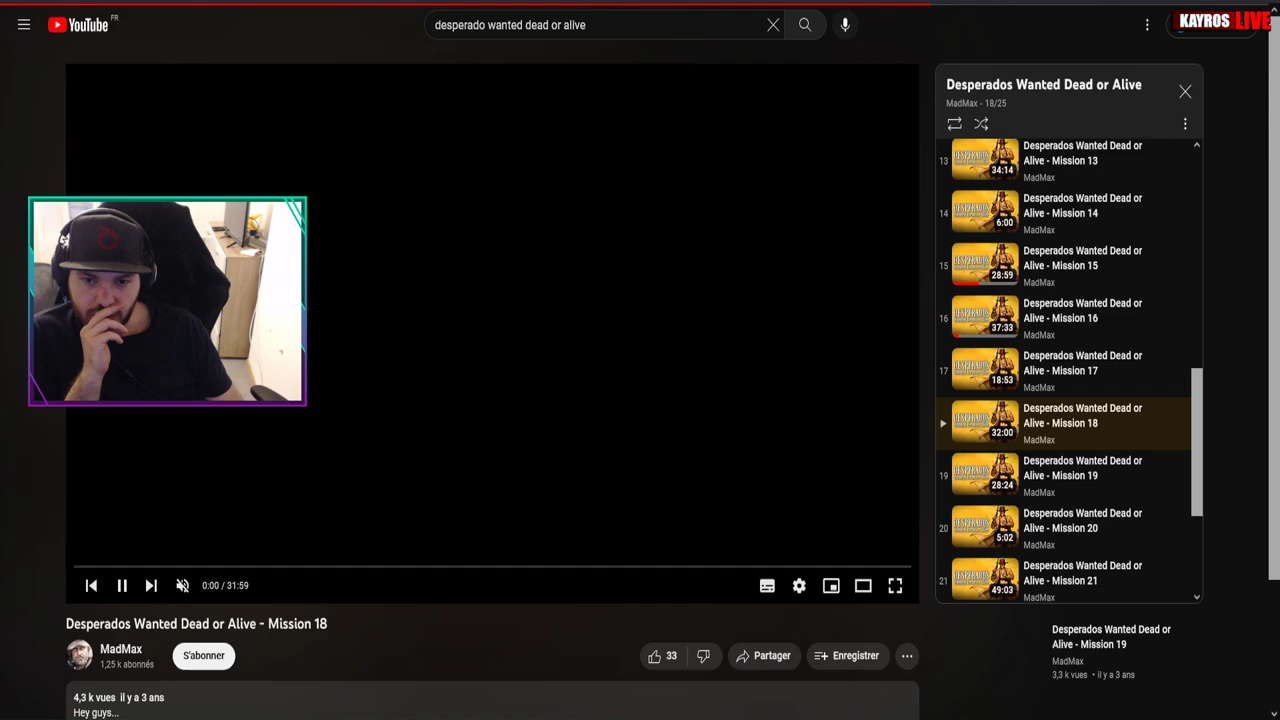 YouTube FR
desperado wanted dead or alive
KAYROS LIVE
Desperados Wanted Dead or Alive
MadMax - 18/25
13
34:14
Desperados Wanted Dead or
Alive - Mission 13
MadMax
14
6:00
Desperados Wanted Dead or
Alive - Mission 14
MadMax
15
28:59
Desperados Wanted Dead or
Alive - Mission 15
MadMax
16
37:33
Desperados Wanted Dead or
Alive - Mission 16
MadMax
17
18:53
Desperados Wanted Dead or
Alive - Mission 17
MadMax
32:00
Desperados Wanted Dead or
Alive - Mission 18
MadMax
19
28:24
Desperados Wanted Dead or
Alive - Mission 19
MadMax
20
5:02
Desperados Wanted Dead or
Alive - Mission 20
MadMax
21
49:03
Desperados Wanted Dead or
Alive - Mission 21
MadMax
0:00 / 31:59
Desperados Wanted Dead or Alive - Mission 18
MadMax
1,25 k abonnés
S'abonner
33
Partager
Enregistrer
4,3 k vues il y a 3 ans
Hey guys...
Desperados Wanted Dead or
Alive - Mission 19
MadMax
3,3 k vues • il y a 3 ans